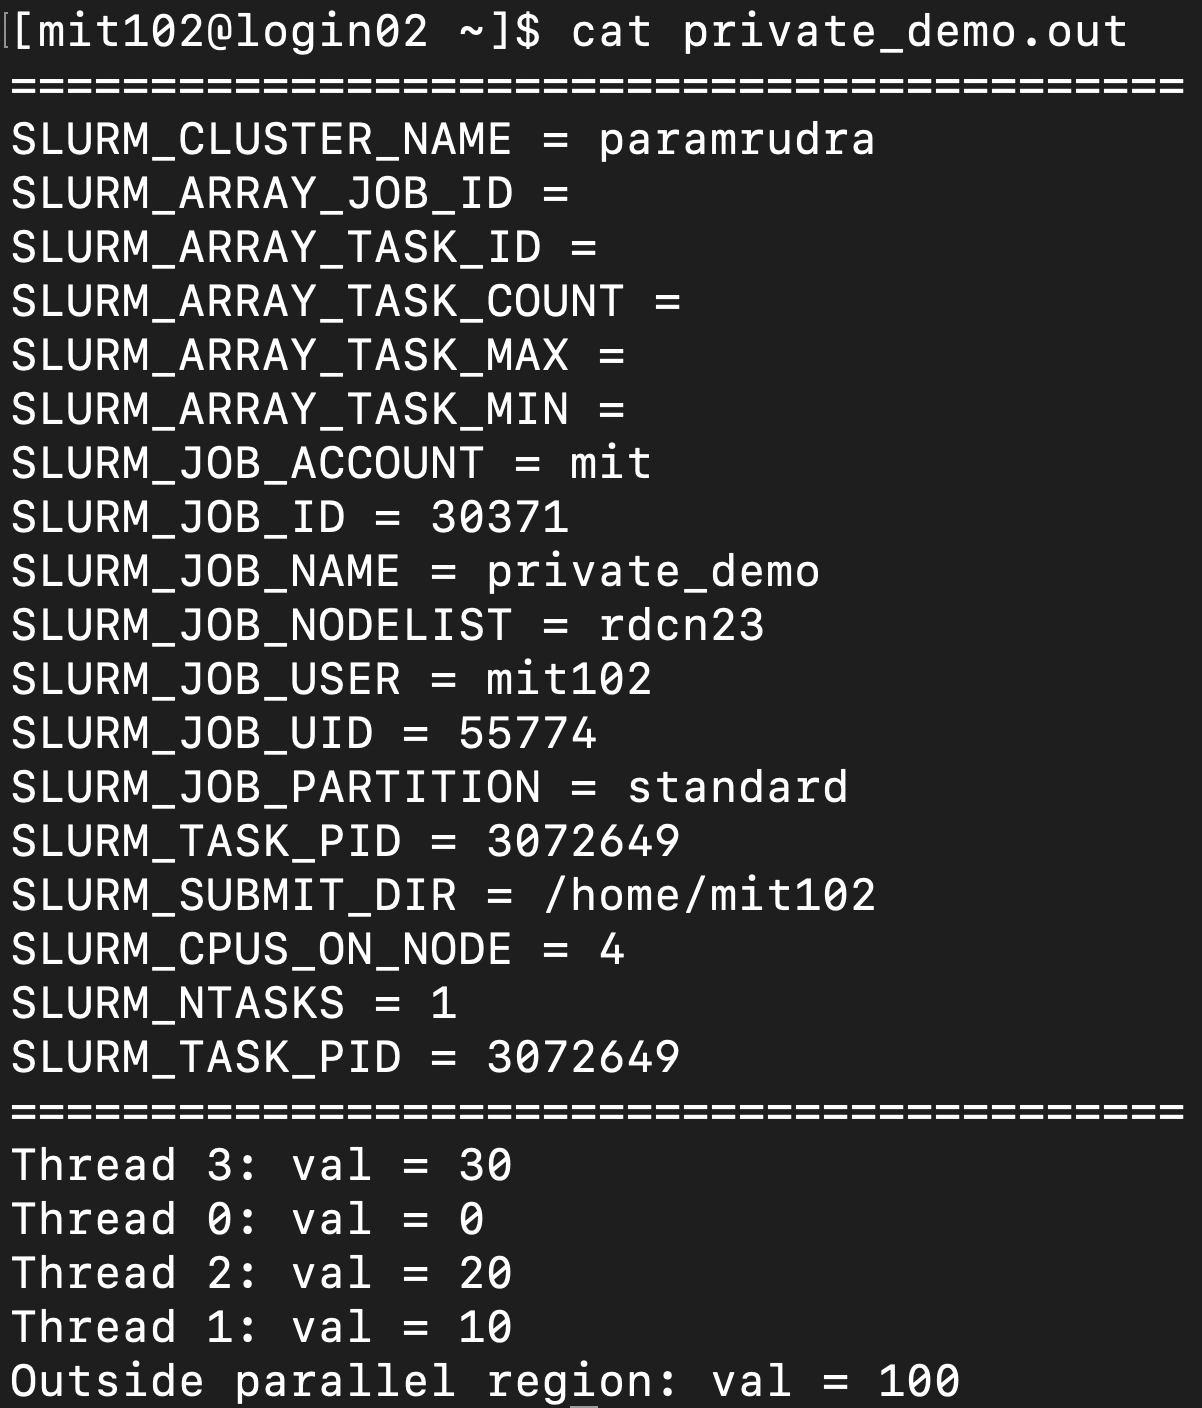 [[mit102@login02 ~]$ cat private_demo.out
==========================================
SLURM_CLUSTER_NAME = paramrudra
SLURM_ARRAY_JOB_ID =
SLURM_ARRAY_TASK_ID =
SLURM_ARRAY_TASK_COUNT =
SLURM_ARRAY_TASK_MAX =
SLURM_ARRAY_TASK_MIN =
SLURM_JOB_ACCOUNT = mit
SLURM_JOB_ID = 30371
SLURM_JOB_NAME = private_demo
SLURM_JOB_NODELIST = rdcn23
SLURM_JOB_USER = mit102
SLURM_JOB_UID = 55774
SLURM_JOB_PARTITION = standard
SLURM_TASK_PID = 3072649
SLURM_SUBMIT_DIR = /home/mit102
SLURM_CPUS_ON_NODE = 4
SLURM_NTASKS = 1
SLURM_TASK_PID = 3072649
==========================================
Thread 3: val = 30
Thread 0: val = 0
Thread 2: val = 20
Thread 1: val = 10
Outside parallel region: val = 100